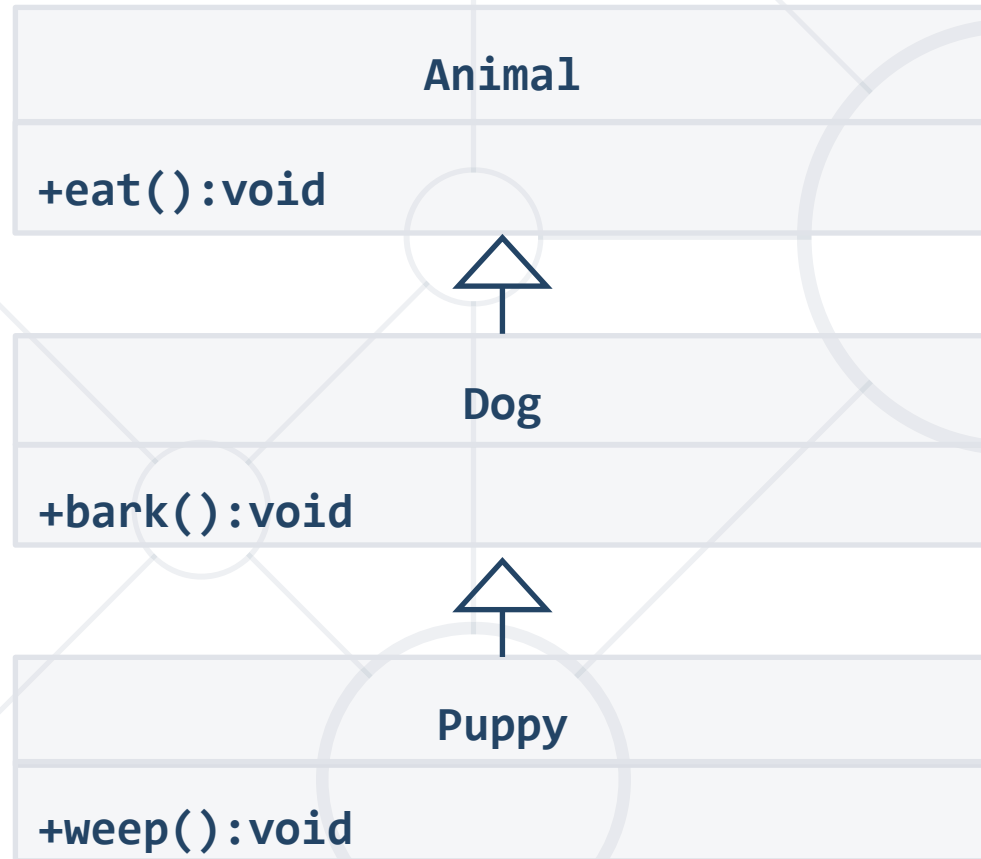 Animal
+eat():void
Dog
+bark():void
Puppy
+weep():void